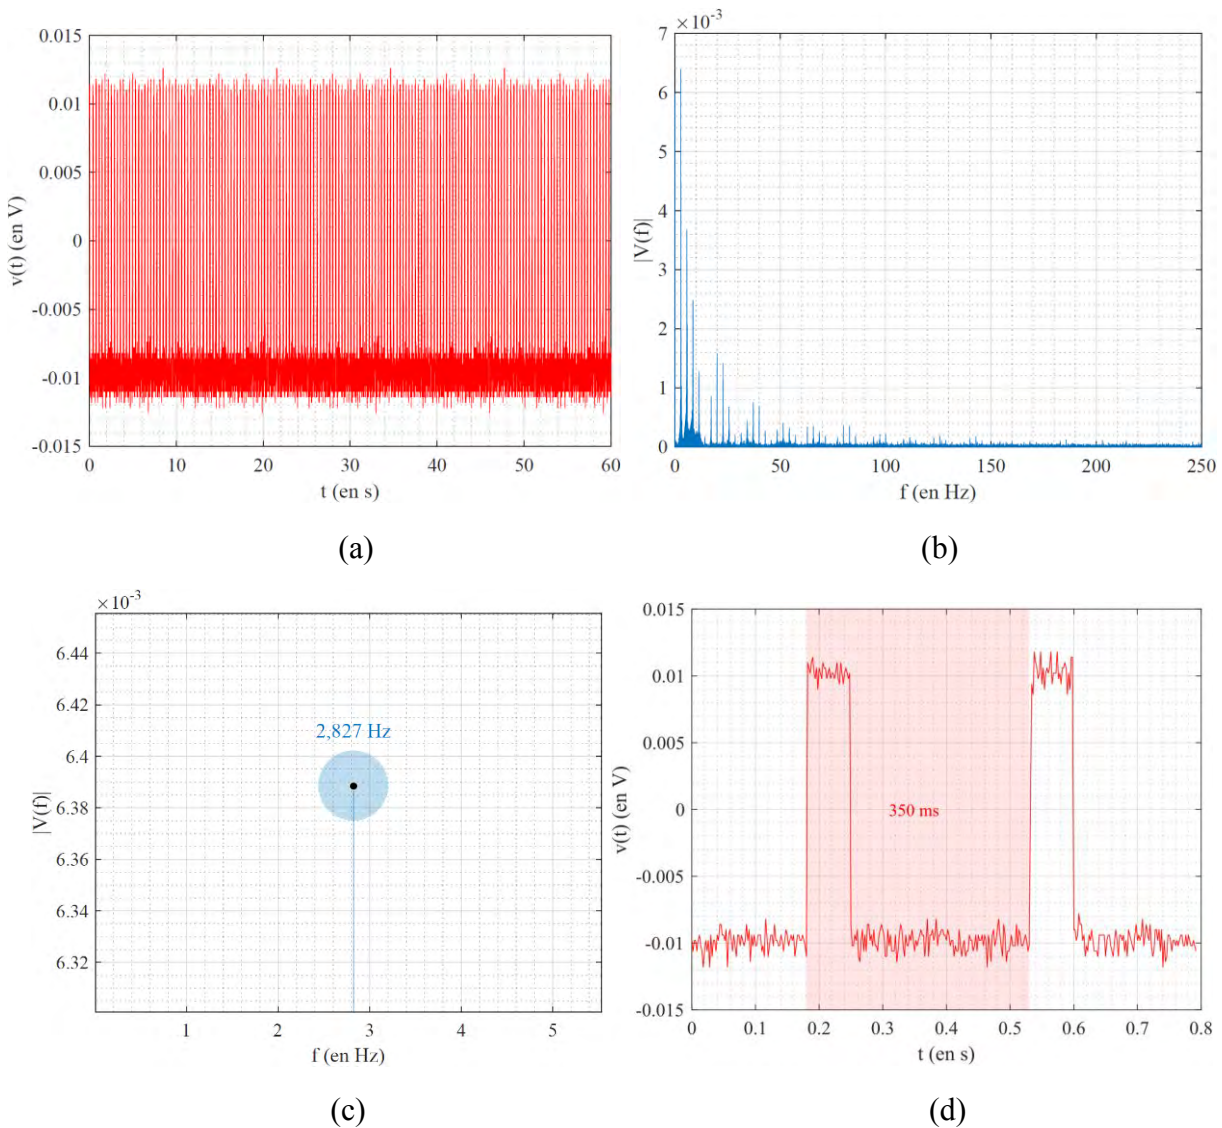 0.015
0.01
0.005
0
-0.005
-0.01
-0.015
v(t) (en V)
0 10 20 30 40 50 60
t (en s)
(a)
×10⁻³
7
6
5
4
3
2
1
0
|V(f)|
0 50 100 150 200 250
f (en Hz)
(b)
×10⁻³
6.44
6.42
6.4
6.38
6.36
6.34
6.32
|V(f)|
2,827 Hz
1 2 3 4 5
f (en Hz)
(c)
0.015
0.01
0.005
0
-0.005
-0.01
-0.015
v(t) (en V)
350 ms
0 0.1 0.2 0.3 0.4 0.5 0.6 0.7 0.8
t (en s)
(d)